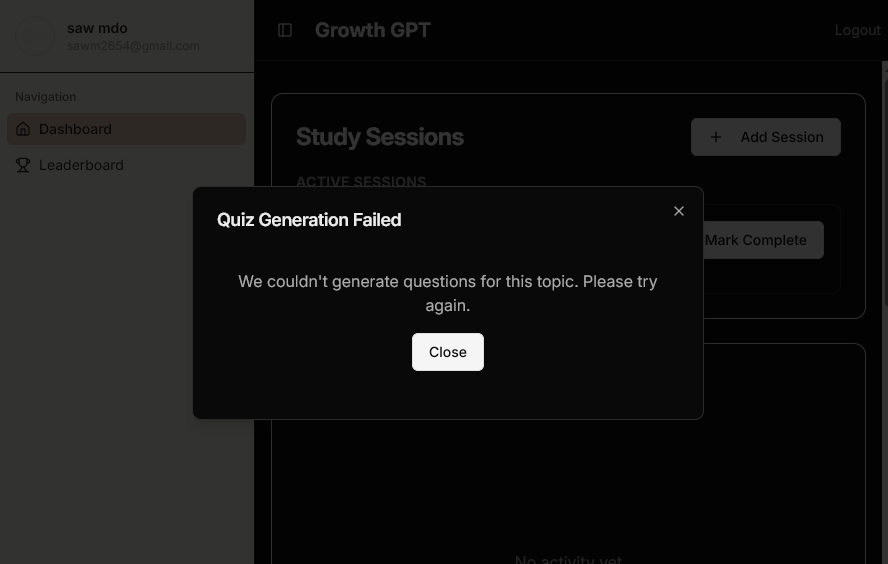 saw mdo
sawm2654@gmail.com
Growth GPT
Logout
Navigation
Dashboard
Leaderboard
Study Sessions
Add Session
ACTIVE SESSIONS
Mark Complete
Quiz Generation Failed
We couldn't generate questions for this topic. Please try
again.
Close
No activity yet